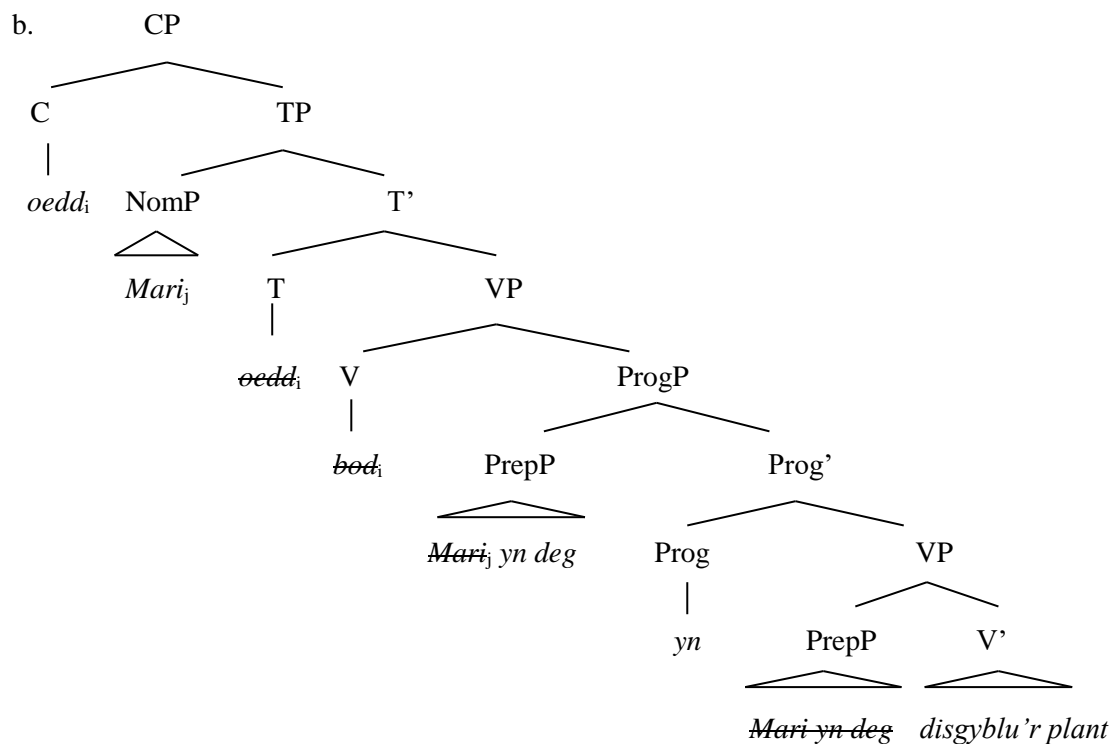 b. CP
C TP
oeddᵢ NomP T’
Mariⱼ T VP
oeddᵢ V ProgP
bodᵢ PrepP Prog’
Mariⱼ yn deg Prog VP
yn PrepP V’
Mari yn deg disgyblu’r plant